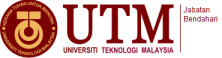 UTM
UNIVERSITI TEKNOLOGI MALAYSIA
Jabatan
Bendahari